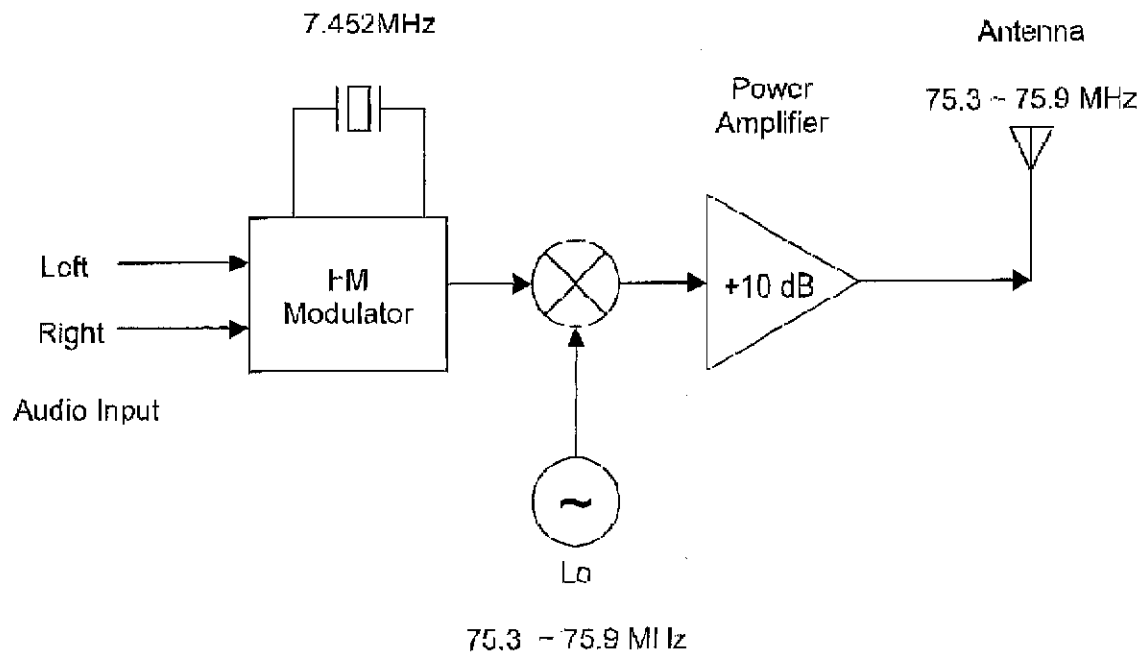 7.452MHz
Antenna
Power
Amplifier
75.3 ~ 75.9 MHz
Left
Right
FM
Modulator
+10 dB
~
Audio Input
Lo
75.3 ~ 75.9 MHz